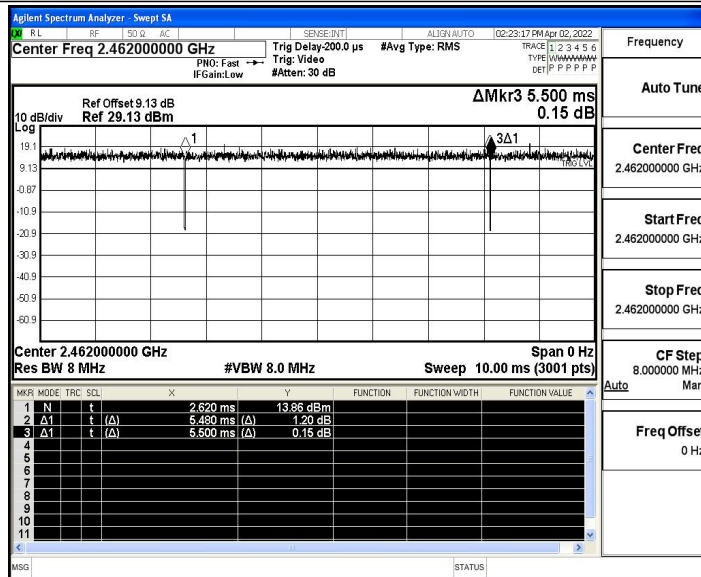 Agilent Spectrum Analyzer - Swept SA
RL RF 50 Ω AC SENSE:INT ALIGN AUTO 02:23:17 PM Apr 02, 2022
Center Freq 2.462000000 GHz
PNO: Fast
IFGain:Low
Trig Delay-200.0 µs
Trig: Video
#Atten: 30 dB
#Avg Type: RMS
TRACE 1 2 3 4 5 6
TYPE
DET P P P P P P
Ref Offset 9.13 dB
10 dB/div Ref 29.13 dBm
Log
ΔMkr3 5.500 ms
0.15 dB
1
3Δ1
TRIG LVL
19.1
9.13
-0.87
-10.9
-20.9
-30.9
-40.9
-50.9
-60.9
Center 2.462000000 GHz Span 0 Hz
Res BW 8 MHz #VBW 8.0 MHz Sweep 10.00 ms (3001 pts)
MKR MODE TRC SCL X Y FUNCTION FUNCTION WIDTH FUNCTION VALUE
1 N t 2.620 ms 13.86 dBm
2 Δ1 t (Δ) 5.480 ms (Δ) 1.20 dB
3 Δ1 t (Δ) 5.500 ms (Δ) 0.15 dB
4
5
6
7
8
9
10
11
MSG STATUS
Frequency
Auto Tune
Center Freq
2.462000000 GHz
Start Freq
2.462000000 GHz
Stop Freq
2.462000000 GHz
CF Step
8.000000 MHz
Auto Man
Freq Offset
0 Hz